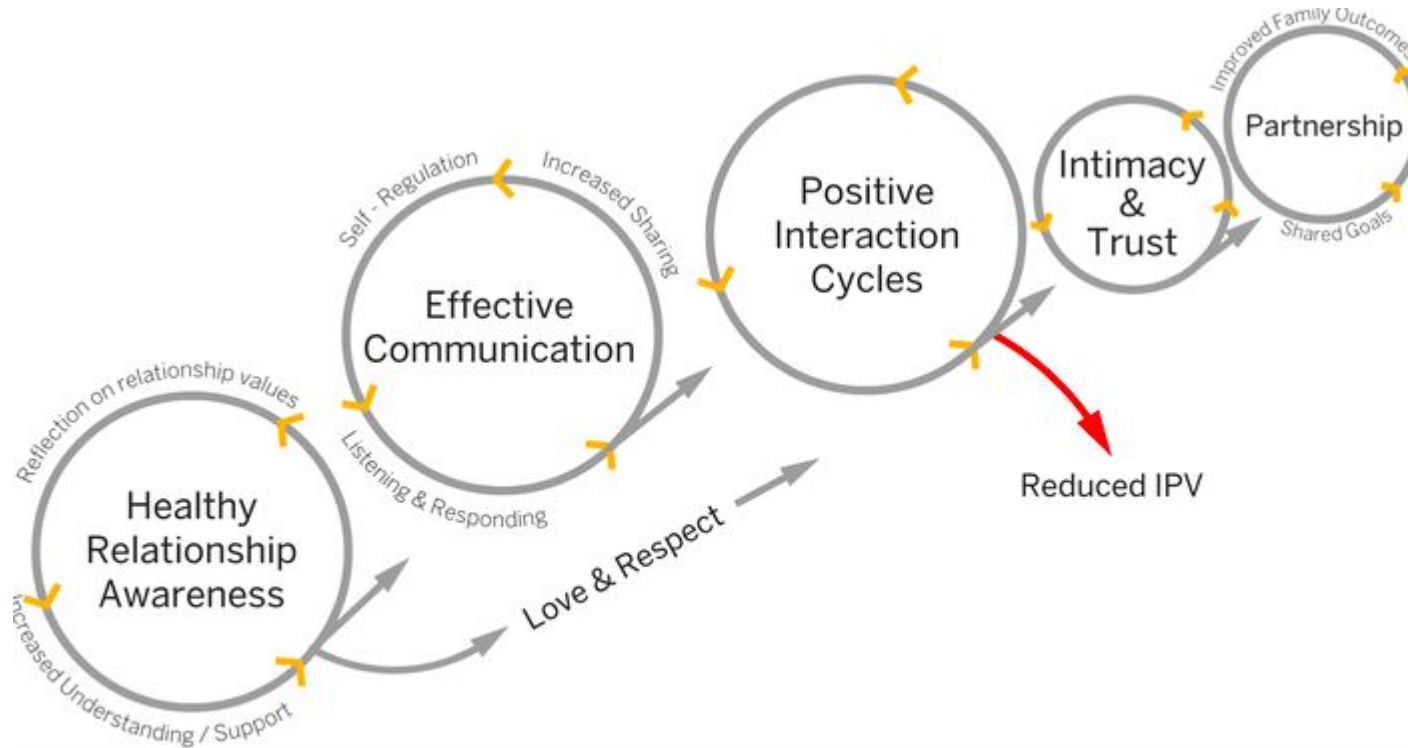 Reflection on relationship values
Healthy
Relationship
Awareness
Increased Understanding / Support
Self - Regulation
Increased Sharing
Effective
Communication
Listening & Responding
Love & Respect
Positive
Interaction
Cycles
Reduced IPV
Intimacy
&
Trust
Improved Family Outcomes
Partnership
Shared Goals